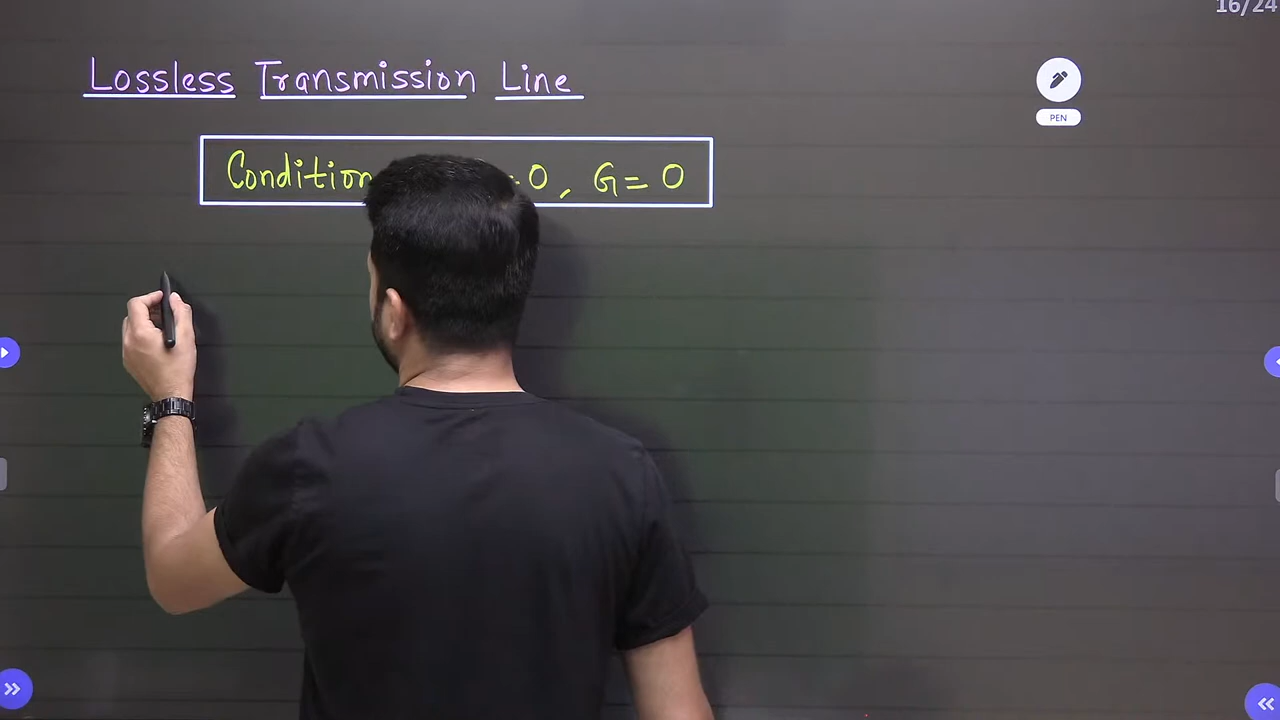 16/24
Lossless Transmission Line
PEN
Condition =0, G=0